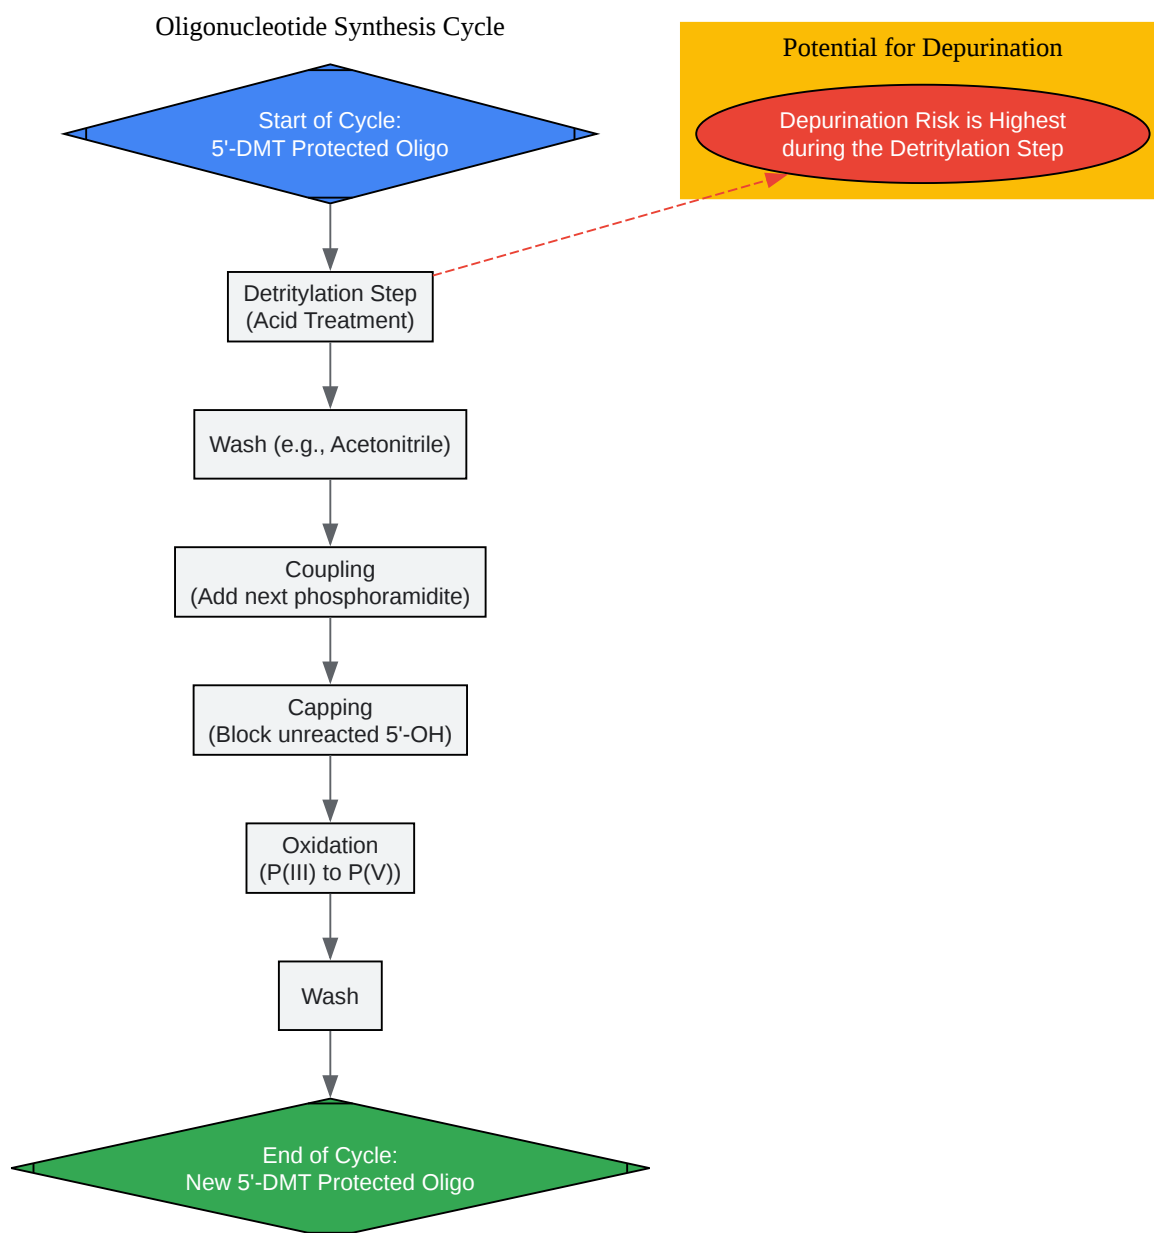 Oligonucleotide Synthesis Cycle
Potential for Depurination
Start of Cycle:
5'-DMT Protected Oligo
Depurination Risk is Highest
during the Detritylation Step
Detritylation Step
(Acid Treatment)
Wash (e.g., Acetonitrile)
Coupling
(Add next phosphoramidite)
Capping
(Block unreacted 5'-OH)
Oxidation
(P(III) to P(V))
Wash
End of Cycle:
New 5'-DMT Protected Oligo